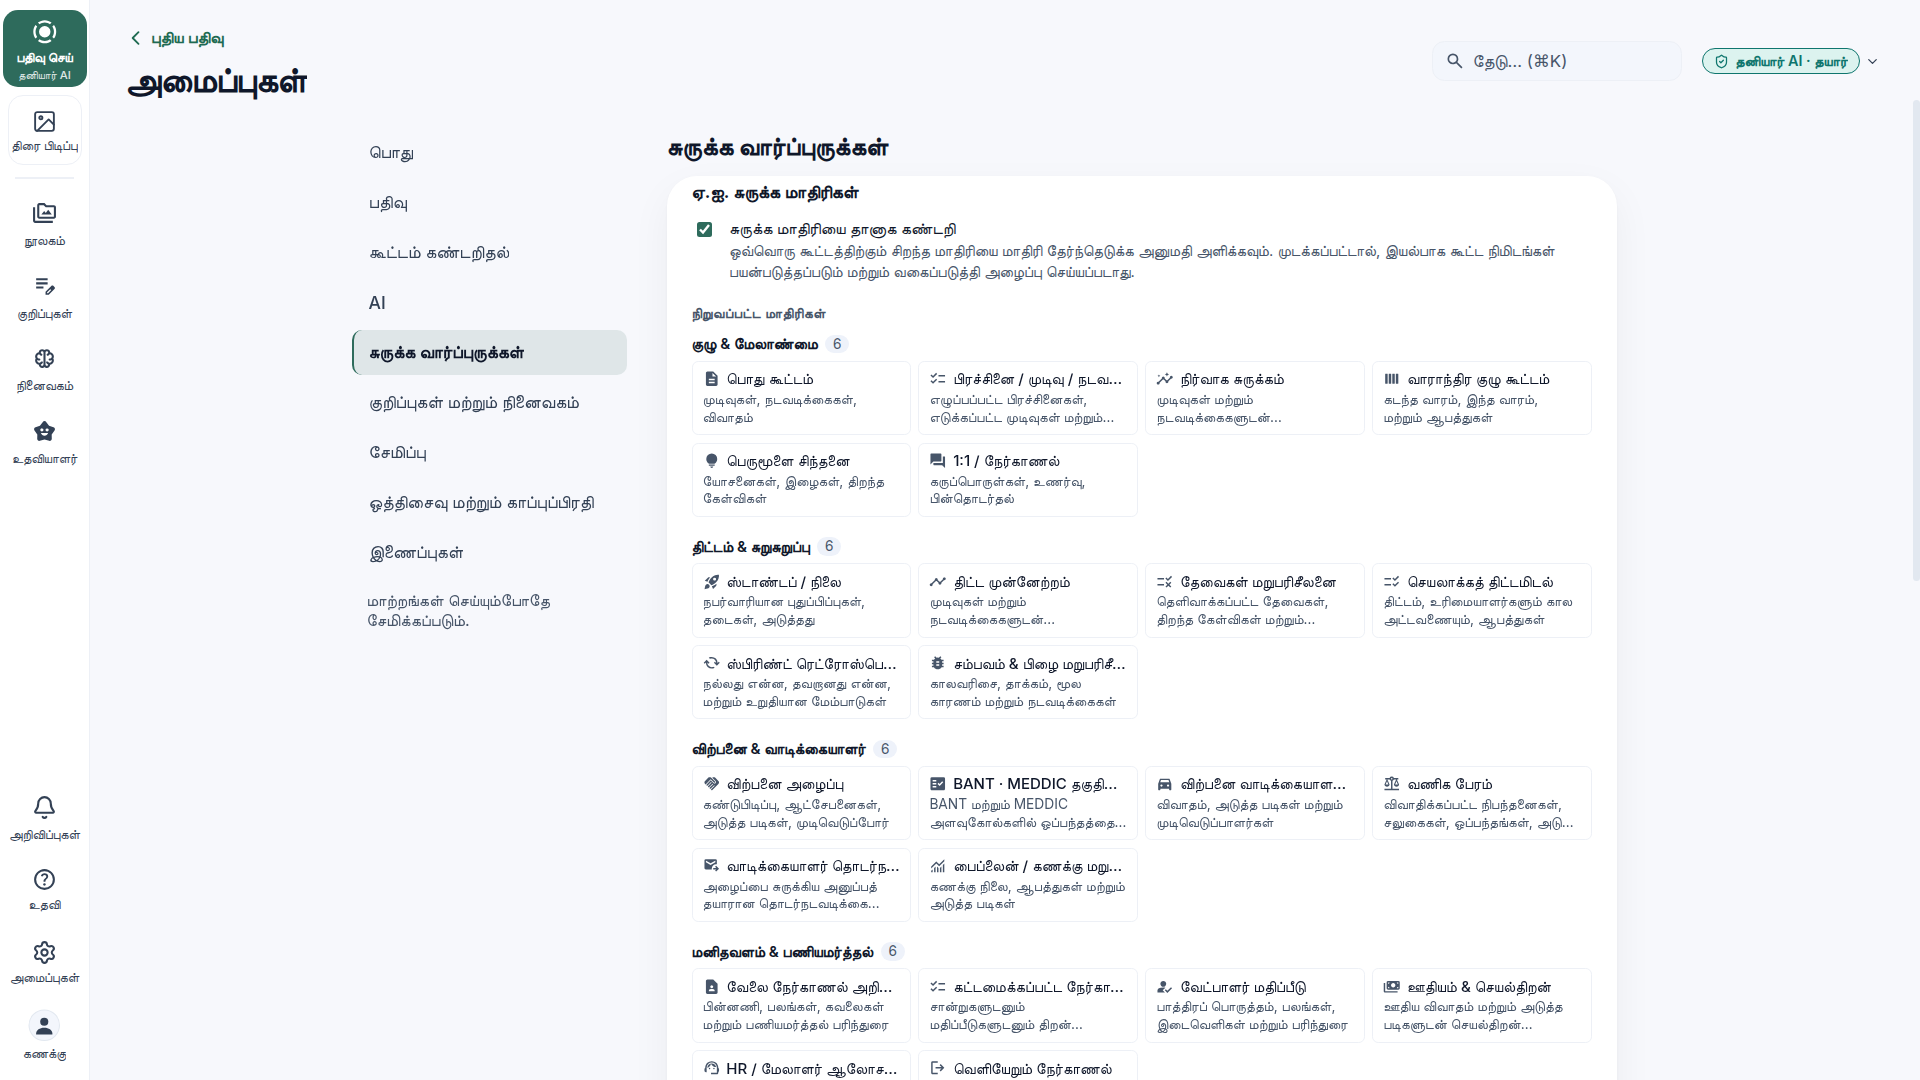 பதிவு செய்
தனியார் AI
திரை பிடிப்பு
நூலகம்
குறிப்புகள்
நினைவகம்
உதவியாளர்
அறிவிப்புகள்
உதவி
அமைப்புகள்
கணக்கு
புதிய பதிவு
அமைப்புகள்
தேடு... (⌘K)
தனியார் AI · தயார்
பொது
பதிவு
கூட்டம் கண்டறிதல்
AI
சுருக்க வார்ப்புருக்கள்
குறிப்புகள் மற்றும் நினைவகம்
சேமிப்பு
ஒத்திசைவு மற்றும் காப்புப்பிரதி
இணைப்புகள்
மாற்றங்கள் செய்யும்போதே
சேமிக்கப்படும்.
சுருக்க வார்ப்புருக்கள்
ஏ.ஐ. சுருக்க மாதிரிகள்
சுருக்க மாதிரியை தானாக கண்டறி
ஒவ்வொரு கூட்டத்திற்கும் சிறந்த மாதிரியை மாதிரி தேர்ந்தெடுக்க அனுமதி அளிக்கவும். முடக்கப்பட்டால், இயல்பாக கூட்ட நிமிடங்கள்
பயன்படுத்தப்படும் மற்றும் வகைப்படுத்தி அழைப்பு செய்யப்படாது.
நிறுவப்பட்ட மாதிரிகள்
குழு & மேலாண்மை 6
பொது கூட்டம்
முடிவுகள், நடவடிக்கைகள்,
விவாதம்
பிரச்சினை / முடிவு / நடவ...
எழுப்பப்பட்ட பிரச்சினைகள்,
எடுக்கப்பட்ட முடிவுகள் மற்றும்...
நிர்வாக சுருக்கம்
முடிவுகள் மற்றும்
நடவடிக்கைகளுடன்...
வாராந்திர குழு கூட்டம்
கடந்த வாரம், இந்த வாரம்,
மற்றும் ஆபத்துகள்
பெருமூளை சிந்தனை
யோசனைகள், இழைகள், திறந்த
கேள்விகள்
1:1 / நேர்காணல்
கருப்பொருள்கள், உணர்வு,
பின்தொடர்தல்
திட்டம் & சுறுசுறுப்பு 6
ஸ்டாண்டப் / நிலை
நபர்வாரியான புதுப்பிப்புகள்,
தடைகள், அடுத்தது
திட்ட முன்னேற்றம்
முடிவுகள் மற்றும்
நடவடிக்கைகளுடன்...
தேவைகள் மறுபரிசீலனை
தெளிவாக்கப்பட்ட தேவைகள்,
திறந்த கேள்விகள் மற்றும்...
செயலாக்கத் திட்டமிடல்
திட்டம், உரிமையாளர்களும் கால
அட்டவணையும், ஆபத்துகள்
ஸ்பிரிண்ட் ரெட்ரோஸ்பெ...
நல்லது என்ன, தவறானது என்ன,
மற்றும் உறுதியான மேம்பாடுகள்
சம்பவம் & பிழை மறுபரிசீ...
காலவரிசை, தாக்கம், மூல
காரணம் மற்றும் நடவடிக்கைகள்
விற்பனை & வாடிக்கையாளர் 6
விற்பனை அழைப்பு
கண்டுபிடிப்பு, ஆட்சேபனைகள்,
அடுத்த படிகள், முடிவெடுப்போர்
BANT · MEDDIC தகுதி...
BANT மற்றும் MEDDIC
அளவுகோல்களில் ஒப்பந்தத்தை...
விற்பனை வாடிக்கையாள...
விவாதம், அடுத்த படிகள் மற்றும்
முடிவெடுப்பாளர்கள்
வணிக பேரம்
விவாதிக்கப்பட்ட நிபந்தனைகள்,
சலுகைகள், ஒப்பந்தங்கள், அடு...
வாடிக்கையாளர் தொடர்ந...
அழைப்பை சுருக்கிய அனுப்பத்
தயாரான தொடர்நடவடிக்கை...
பைப்லைன் / கணக்கு மறு...
கணக்கு நிலை, ஆபத்துகள் மற்றும்
அடுத்த படிகள்
மனிதவளம் & பணியமர்த்தல் 6
வேலை நேர்காணல் அறி...
பின்னணி, பலங்கள், கவலைகள்
மற்றும் பணியமர்த்தல் பரிந்துரை
கட்டமைக்கப்பட்ட நேர்கா...
சான்றுகளுடனும்
மதிப்பீடுகளுடனும் திறன்...
வேட்பாளர் மதிப்பீடு
பாத்திரப் பொருத்தம், பலங்கள்,
இடைவெளிகள் மற்றும் பரிந்துரை
ஊதியம் & செயல்திறன்
ஊதிய விவாதம் மற்றும் அடுத்த
படிகளுடன் செயல்திறன்...
HR / மேலாளர் ஆலோச...
வெளியேறும் நேர்காணல்